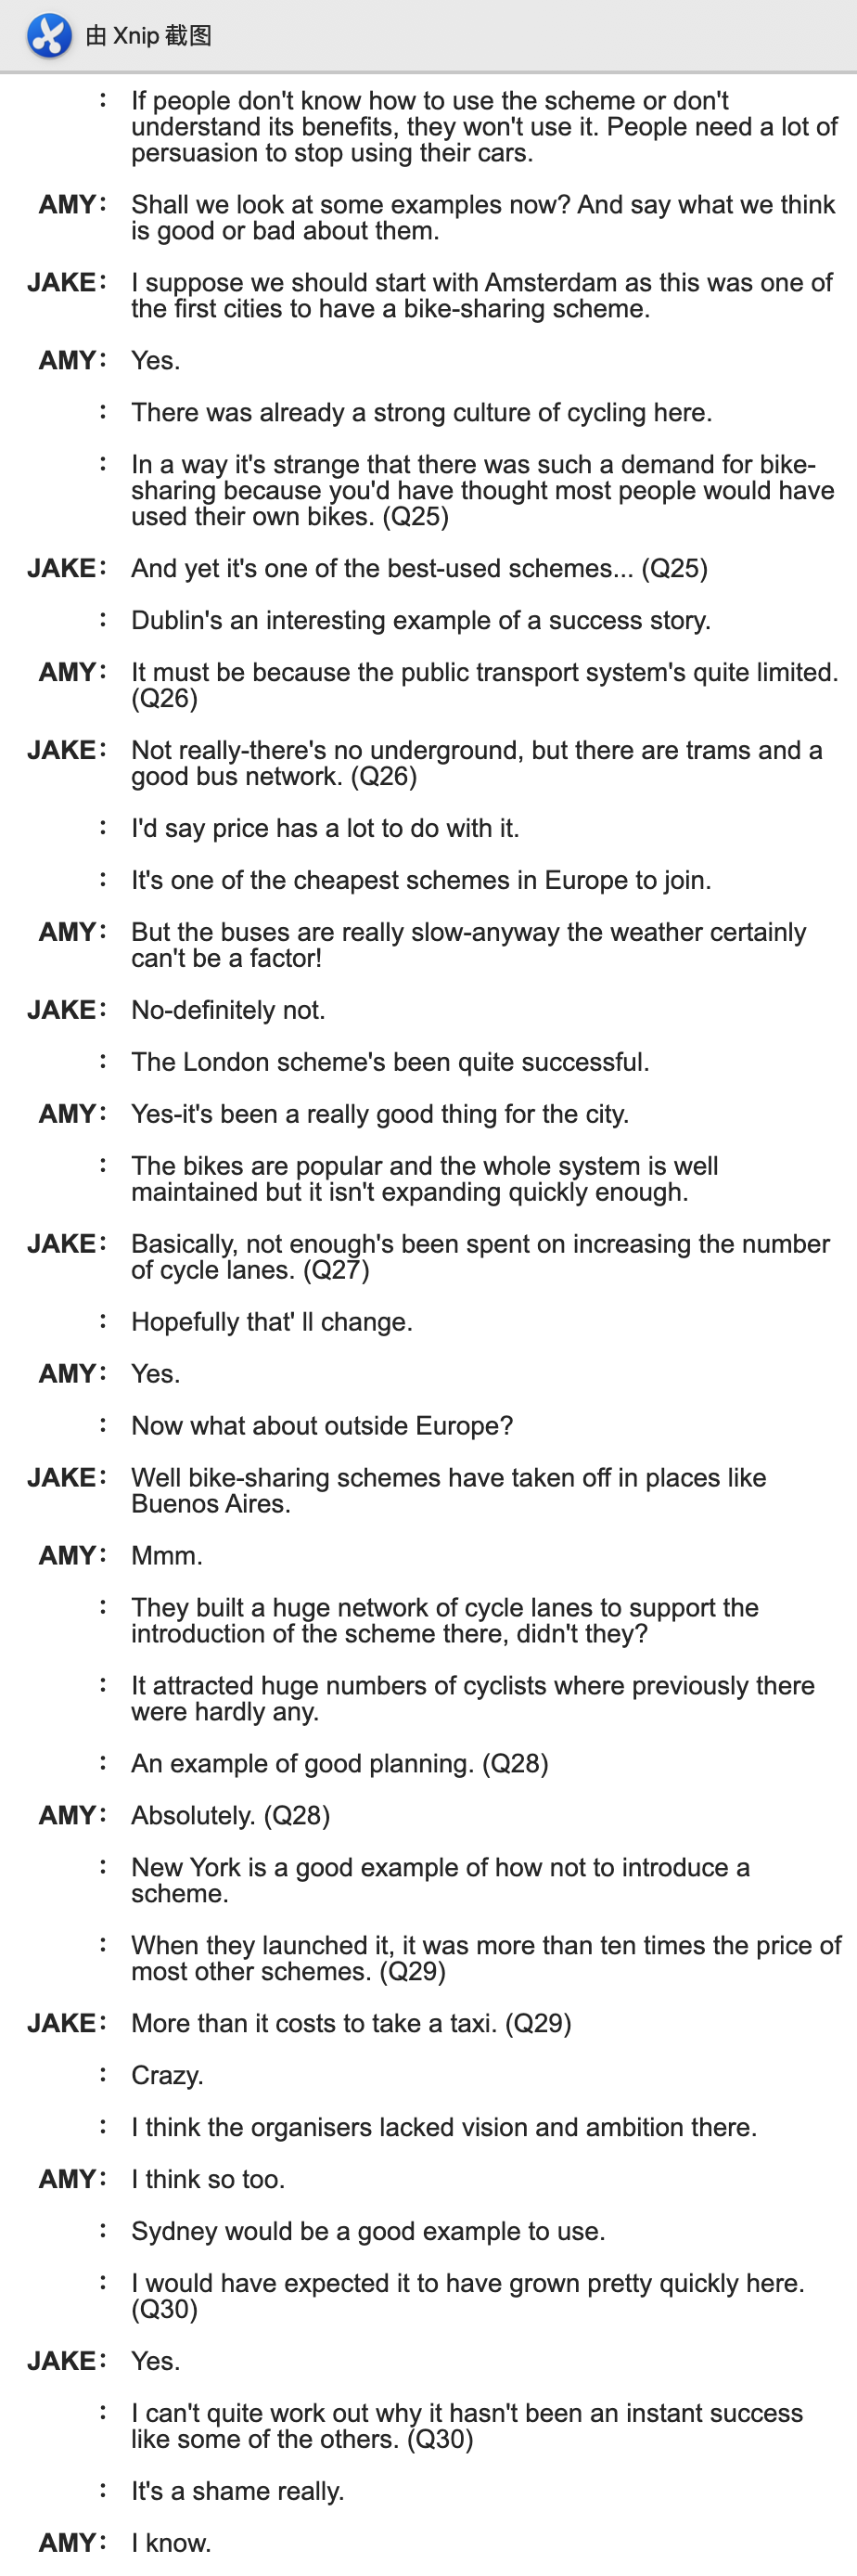 由 Xnip 截图
: If people don't know how to use the scheme or don't
understand its benefits, they won't use it. People need a lot of
persuasion to stop using their cars.
AMY: Shall we look at some examples now? And say what we think
is good or bad about them.
JAKE: I suppose we should start with Amsterdam as this was one of
the first cities to have a bike-sharing scheme.
AMY: Yes.
: There was already a strong culture of cycling here.
: In a way it's strange that there was such a demand for bike-
sharing because you'd have thought most people would have
used their own bikes. (Q25)
JAKE: And yet it's one of the best-used schemes... (Q25)
: Dublin's an interesting example of a success story.
AMY: It must be because the public transport system's quite limited.
(Q26)
JAKE: Not really-there's no underground, but there are trams and a
good bus network. (Q26)
: I'd say price has a lot to do with it.
: It's one of the cheapest schemes in Europe to join.
AMY: But the buses are really slow-anyway the weather certainly
can't be a factor!
JAKE: No-definitely not.
: The London scheme's been quite successful.
AMY: Yes-it's been a really good thing for the city.
: The bikes are popular and the whole system is well
maintained but it isn't expanding quickly enough.
JAKE: Basically, not enough's been spent on increasing the number
of cycle lanes. (Q27)
: Hopefully that' ll change.
AMY: Yes.
: Now what about outside Europe?
JAKE: Well bike-sharing schemes have taken off in places like
Buenos Aires.
AMY: Mmm.
: They built a huge network of cycle lanes to support the
introduction of the scheme there, didn't they?
: It attracted huge numbers of cyclists where previously there
were hardly any.
: An example of good planning. (Q28)
AMY: Absolutely. (Q28)
: New York is a good example of how not to introduce a
scheme.
: When they launched it, it was more than ten times the price of
most other schemes. (Q29)
JAKE: More than it costs to take a taxi. (Q29)
: Crazy.
: I think the organisers lacked vision and ambition there.
AMY: I think so too.
: Sydney would be a good example to use.
: I would have expected it to have grown pretty quickly here.
(Q30)
JAKE: Yes.
: I can't quite work out why it hasn't been an instant success
like some of the others. (Q30)
: It's a shame really.
AMY: I know.